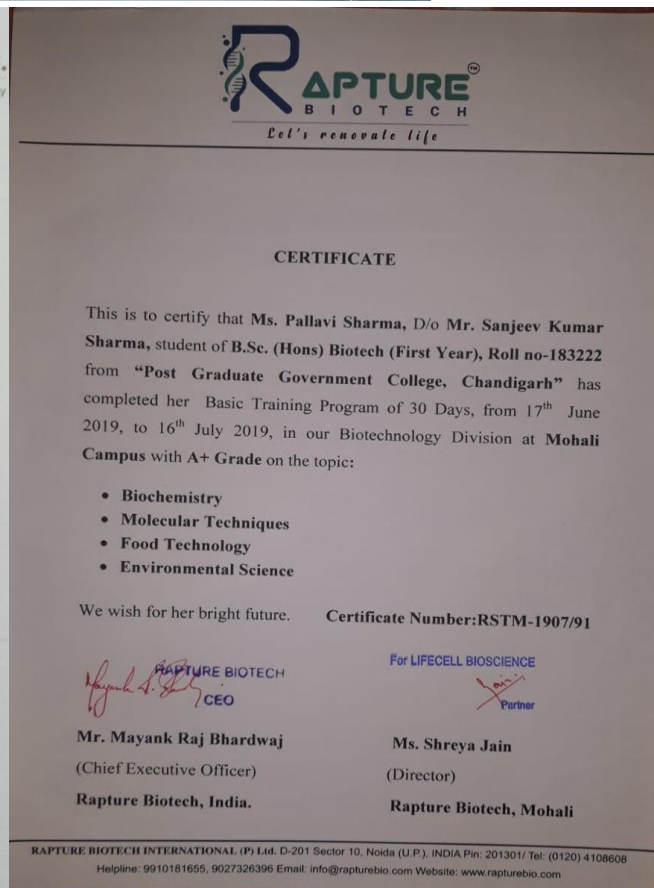 RAPTURE TM
BIOTECH
Let's renovate life
CERTIFICATE
This is to certify that Ms. Pallavi Sharma, D/o Mr. Sanjeev Kumar
Sharma, student of B.Sc. (Hons) Biotech (First Year), Roll no-183222
from “Post Graduate Government College, Chandigarh” has
completed her Basic Training Program of 30 Days, from 17th June
2019, to 16th July 2019, in our Biotechnology Division at Mohali
Campus with A+ Grade on the topic:
• Biochemistry
• Molecular Techniques
• Food Technology
• Environmental Science
We wish for her bright future. Certificate Number:RSTM-1907/91
RAPTURE BIOTECH
CEO
For LIFECELL BIOSCIENCE
Jain
Partner
Mr. Mayank Raj Bhardwaj
(Chief Executive Officer)
Rapture Biotech, India.
Ms. Shreya Jain
(Director)
Rapture Biotech, Mohali
RAPTURE BIOTECH INTERNATIONAL (P) Ltd. D-201 Sector 10, Noida (U.P.), INDIA Pin: 201301/ Tel: (0120) 4108608
Helpline: 9910181655, 9027326396 Email: info@rapturebio.com Website: www.rapturebio.com